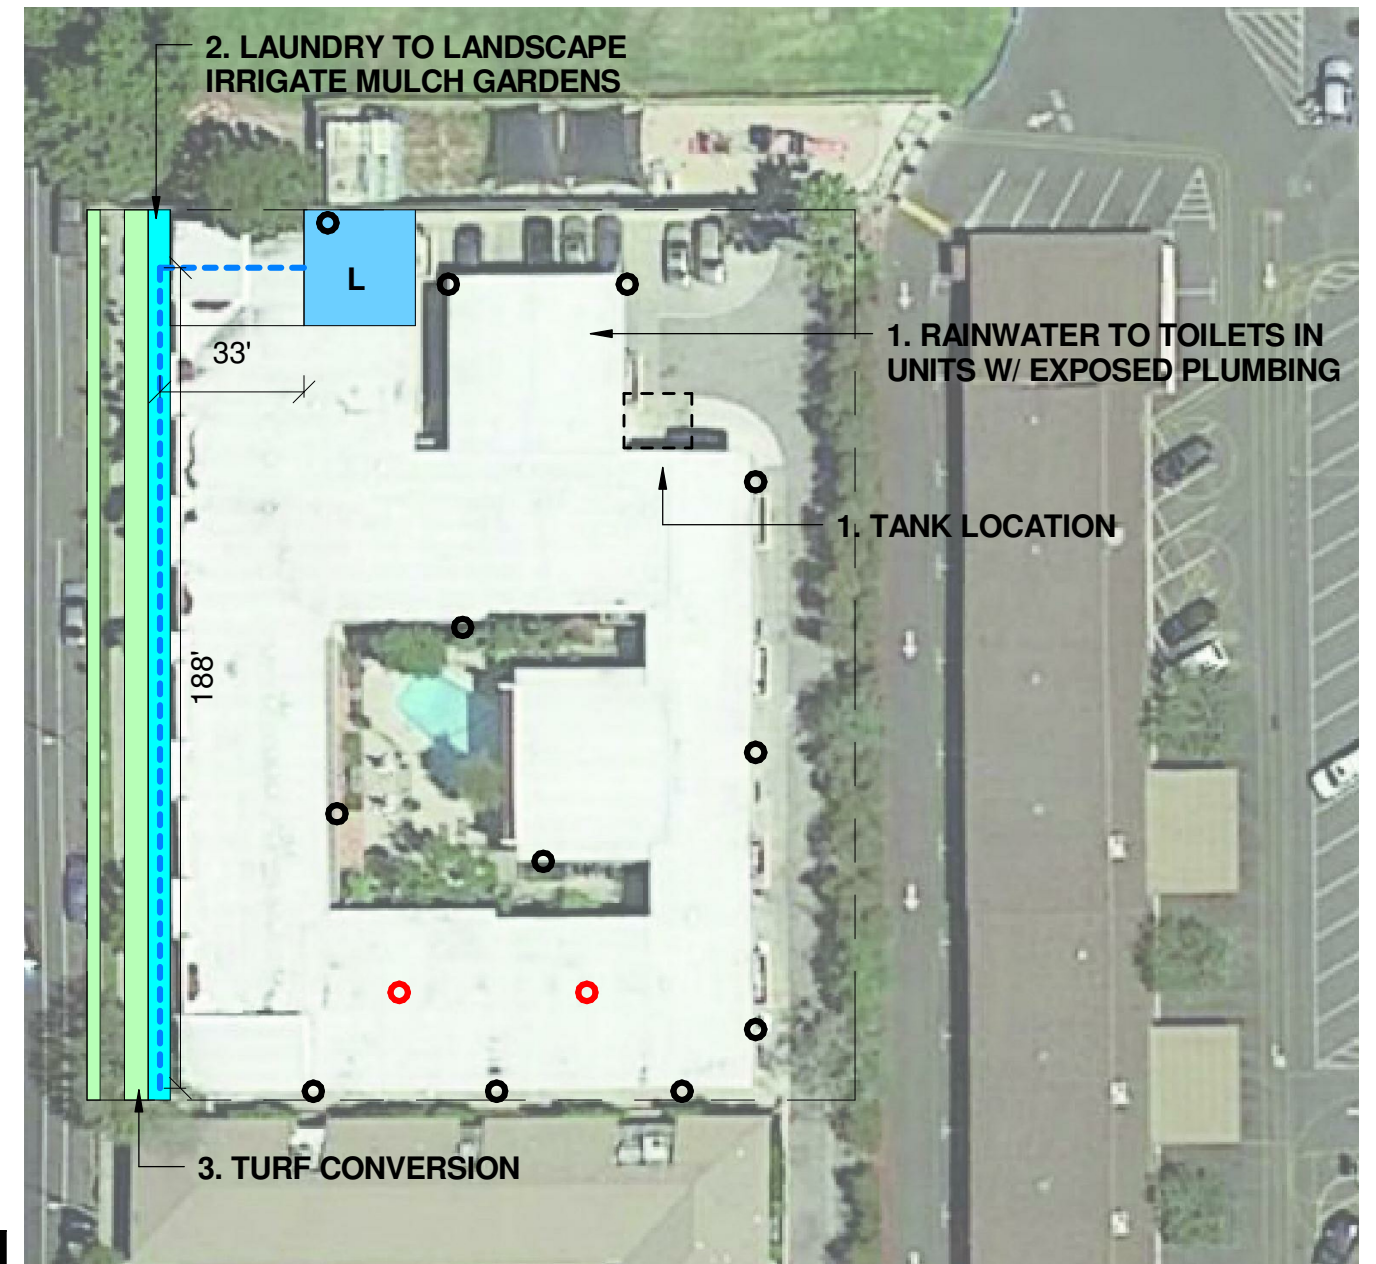 2. LAUNDRY TO LANDSCAPE
IRRIGATE MULCH GARDENS
L
33'
1. RAINWATER TO TOILETS IN
UNITS W/ EXPOSED PLUMBING
1. TANK LOCATION
188'
3. TURF CONVERSION